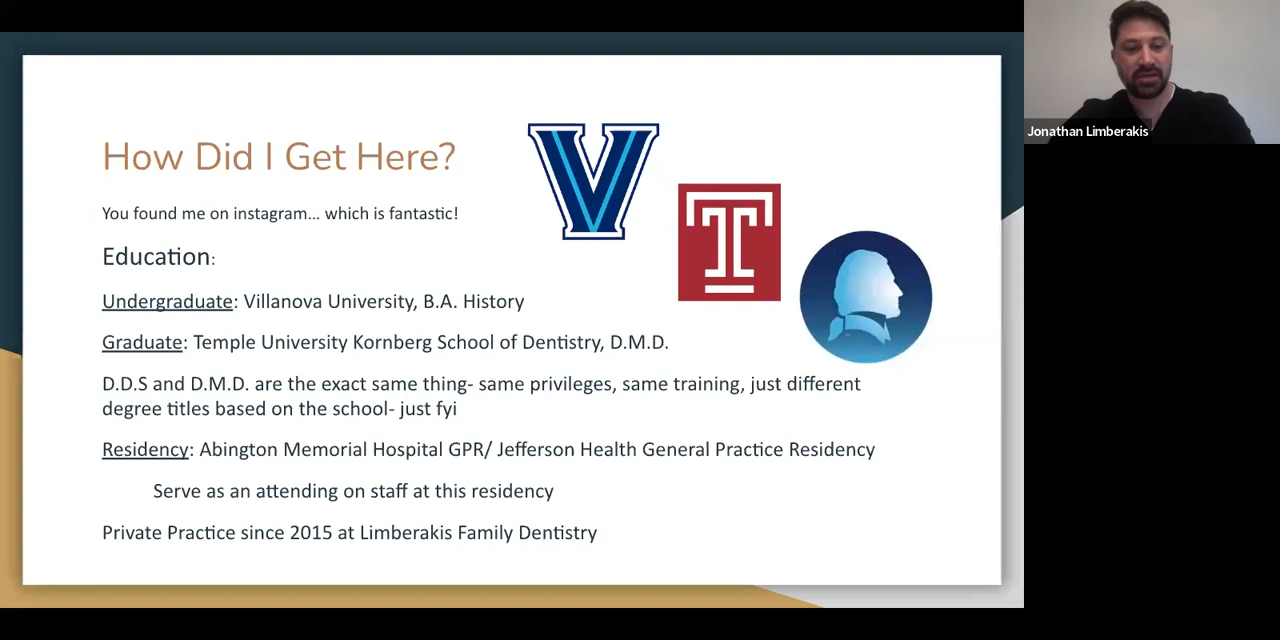 How Did I Get Here?
You found me on instagram... which is fantastic!
Education:
Undergraduate: Villanova University, B.A. History
Graduate: Temple University Kornberg School of Dentistry, D.M.D.
D.D.S and D.M.D. are the exact same thing- same privileges, same training, just different
degree titles based on the school- just fyi
Residency: Abington Memorial Hospital GPR/ Jefferson Health General Practice Residency
Serve as an attending on staff at this residency
Private Practice since 2015 at Limberakis Family Dentistry
V
T
Jonathan Limberakis